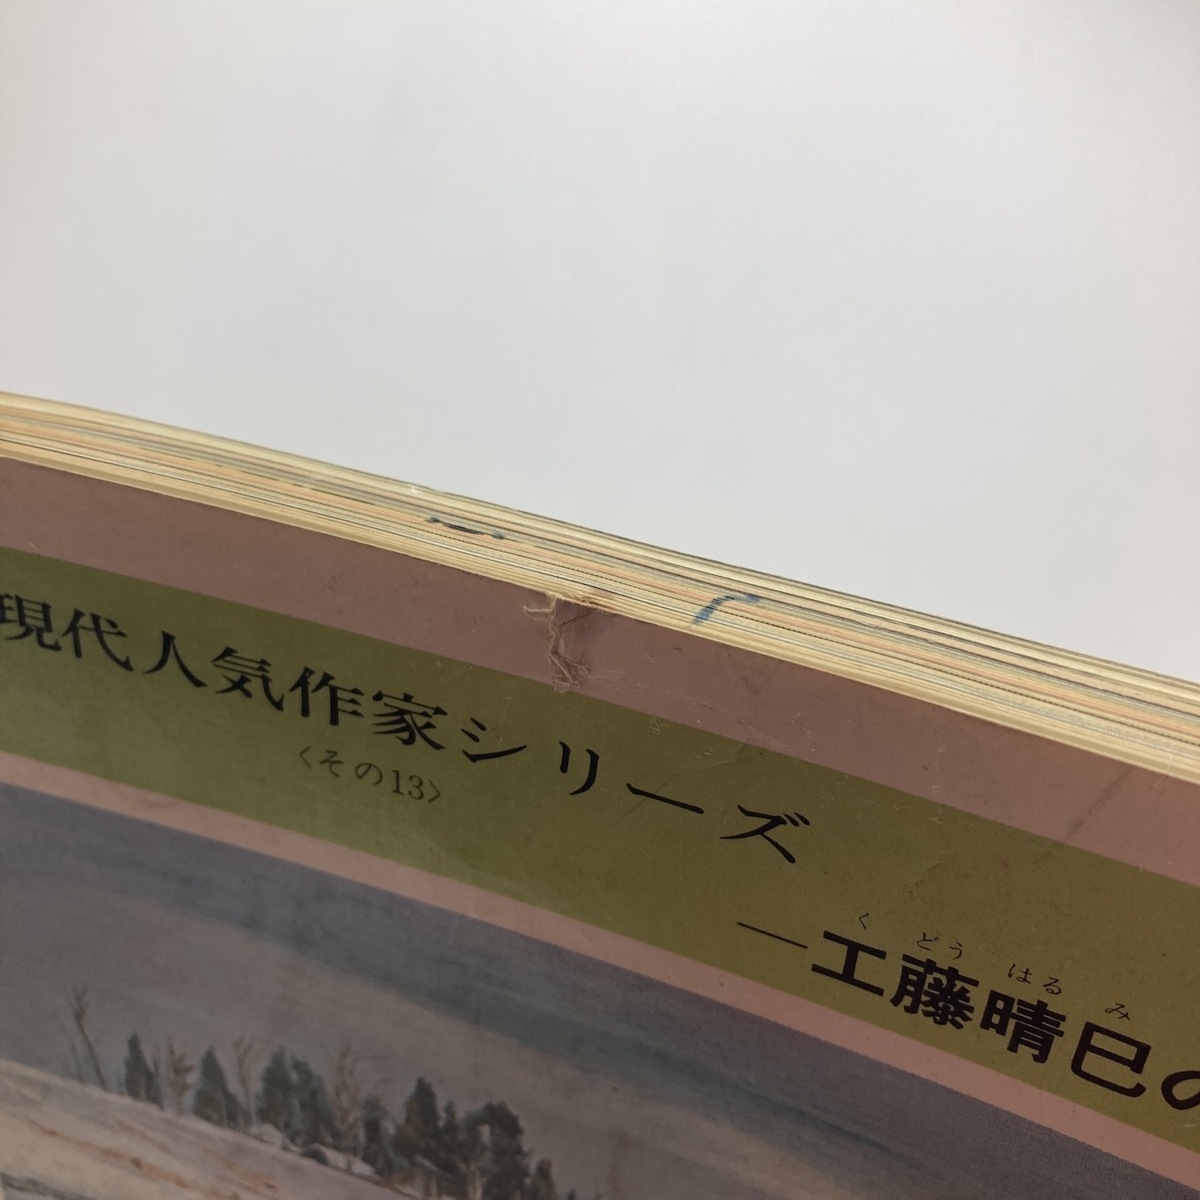 現代人気作家シリーズ
〈その13〉
くどうはるみ
―工藤晴巳の